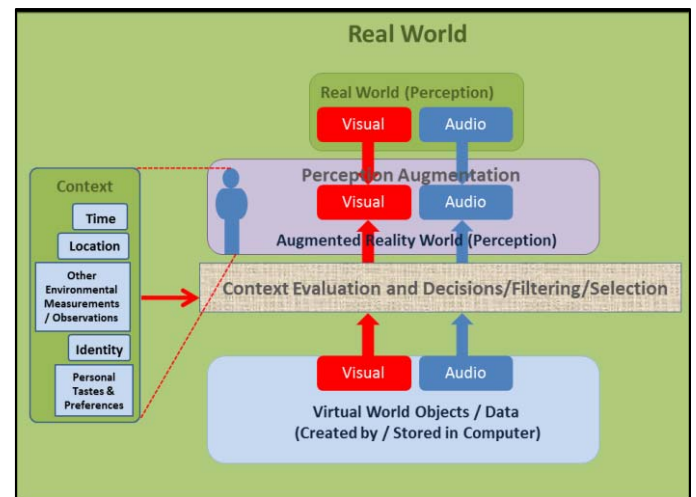 Real World
Real World (Perception)
Visual
Audio
Perception Augmentation
Visual
Audio
Augmented Reality World (Perception)
Context
Time
Location
Other
Environmental
Measurements
/ Observations
Identity
Personal
Tastes &
Preferences
Context Evaluation and Decisions/Filtering/Selection
Visual
Audio
Virtual World Objects / Data
(Created by / Stored in Computer)